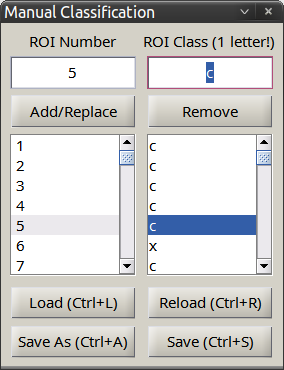 Manual Classification
ROI Number ROI Class (1 letter!)
5 c
Add/Replace Remove
1 c
2 c
3 c
4 c
5 c
6 x
7 c
Load (Ctrl+L) Reload (Ctrl+R)
Save As (Ctrl+A) Save (Ctrl+S)